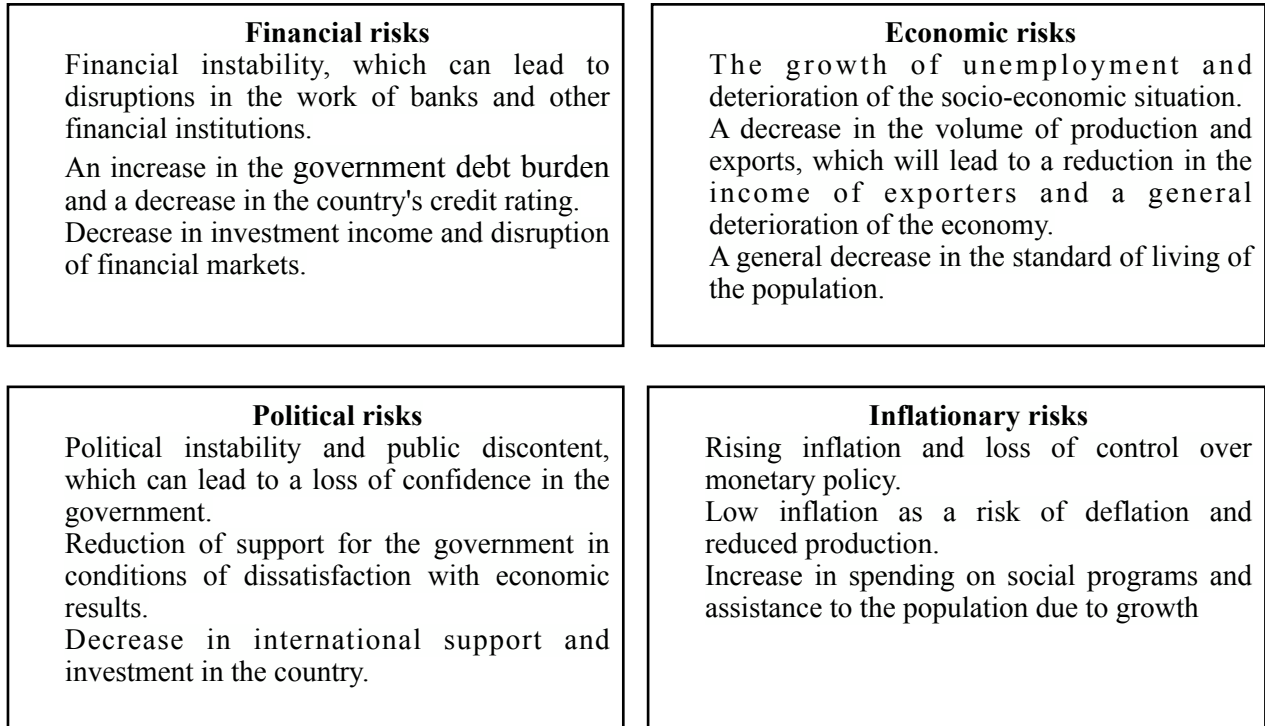 Financial risks
Financial instability, which can lead to
disruptions in the work of banks and other
financial institutions.
An increase in the government debt burden
and a decrease in the country's credit rating.
Decrease in investment income and disruption
of financial markets.
Economic risks
The growth of unemployment and
deterioration of the socio-economic situation.
A decrease in the volume of production and
exports, which will lead to a reduction in the
income of exporters and a general
deterioration of the economy.
A general decrease in the standard of living of
the population.
Political risks
Political instability and public discontent,
which can lead to a loss of confidence in the
government.
Reduction of support for the government in
conditions of dissatisfaction with economic
results.
Decrease in international support and
investment in the country.
Inflationary risks
Rising inflation and loss of control over
monetary policy.
Low inflation as a risk of deflation and
reduced production.
Increase in spending on social programs and
assistance to the population due to growth